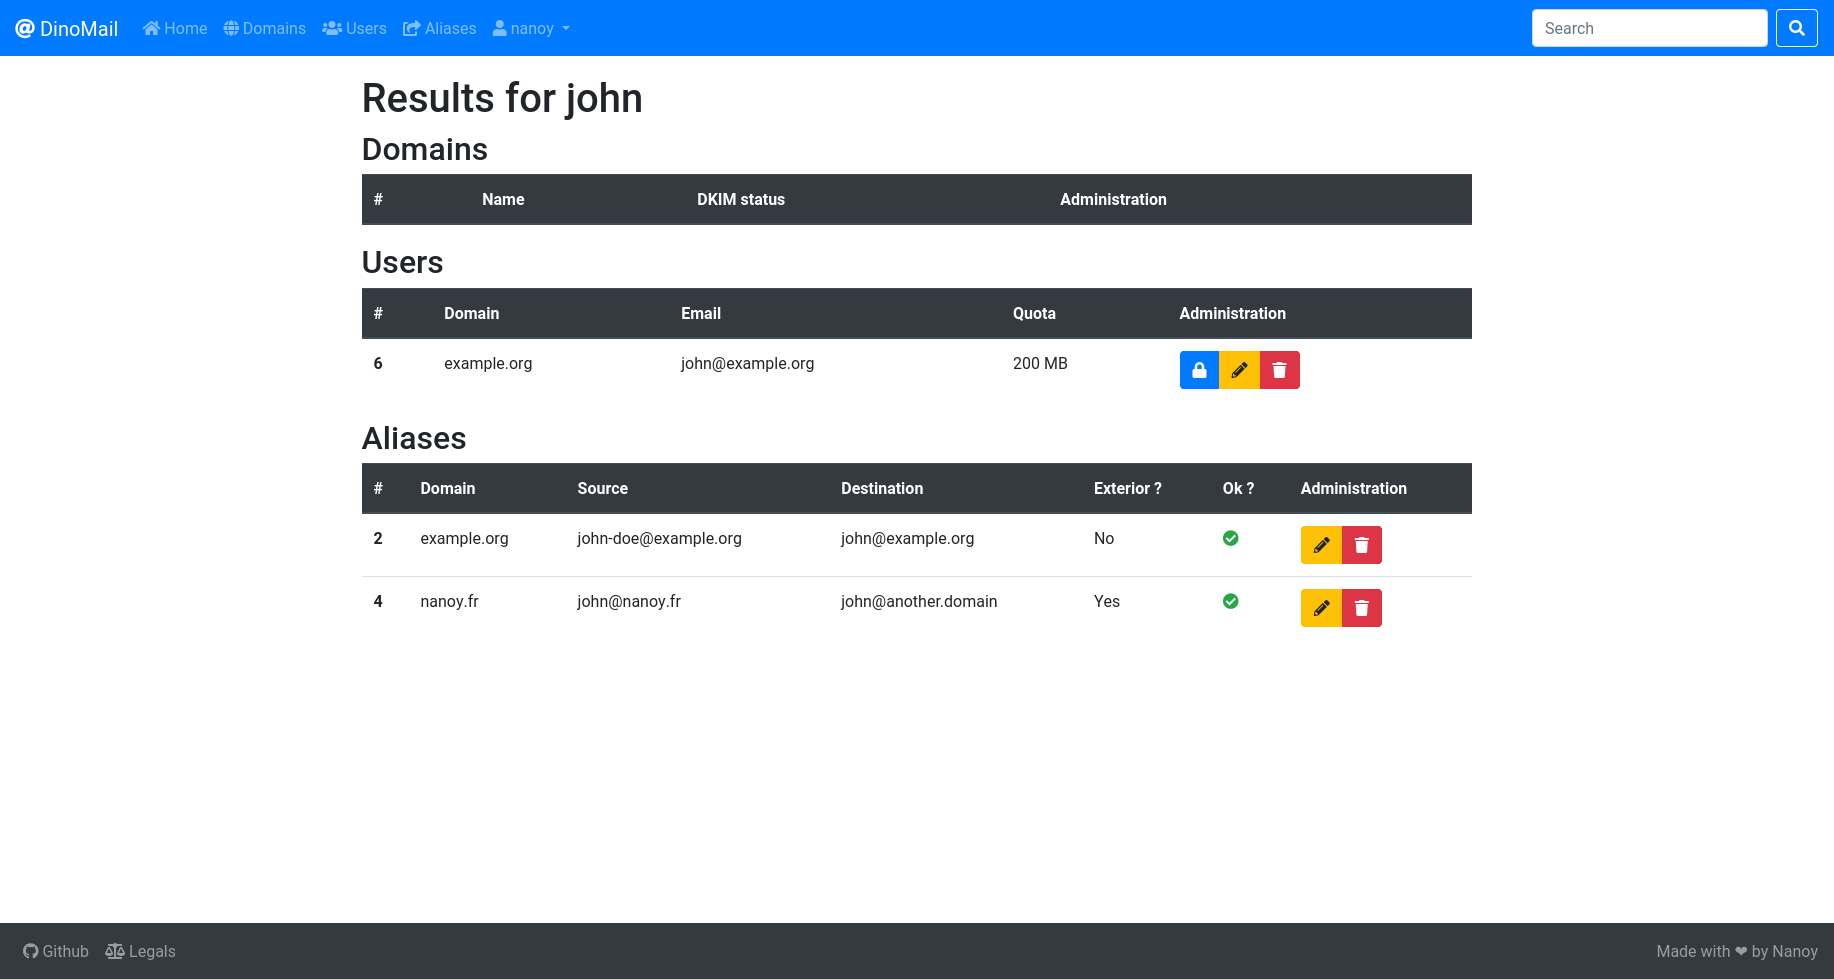 @ DinoMail Home Domains Users Aliases nanoy Search
Results for john
Domains
# Name DKIM status Administration
Users
# Domain Email Quota Administration
6 example.org john@example.org 200 MB
Aliases
# Domain Source Destination Exterior ? Ok ? Administration
2 example.org john-doe@example.org john@example.org No
4 nanoy.fr john@nanoy.fr john@another.domain Yes
Github Legals Made with ❤ by Nanoy